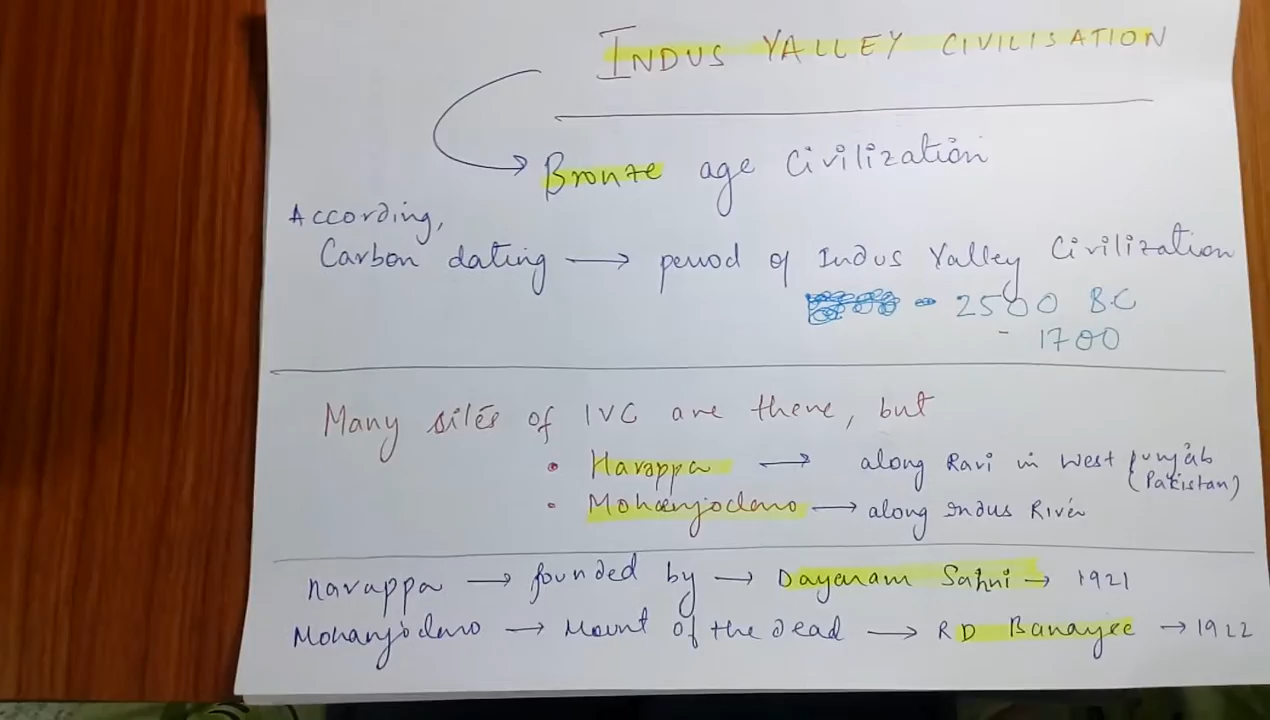 INDUS VALLEY CIVILISATION
Bronze age Civilization
According,
Carbon dating → period of Indus Valley Civilization
- 2500 BC
- 1700
Many sites of IVC are there, but
• Harappa → along Ravi in West Punjab
(Pakistan)
• Mohanjodaro → along Indus River
harappa → founded by → Dayaram Sahni → 1921
Mohanjodaro → Mount of the dead → RD Banarjee → 1922